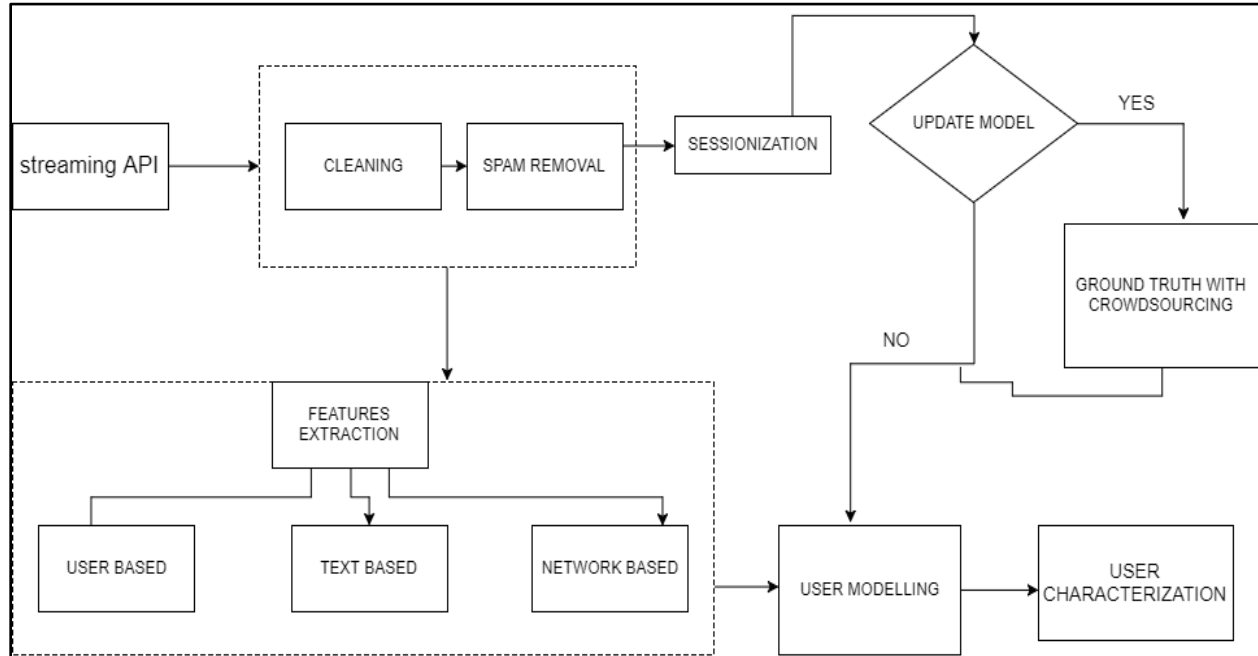 streaming API
CLEANING
SPAM REMOVAL
SESSIONIZATION
UPDATE MODEL
YES
GROUND TRUTH WITH
CROWDSOURCING
NO
FEATURES
EXTRACTION
USER BASED
TEXT BASED
NETWORK BASED
USER MODELLING
USER
CHARACTERIZATION